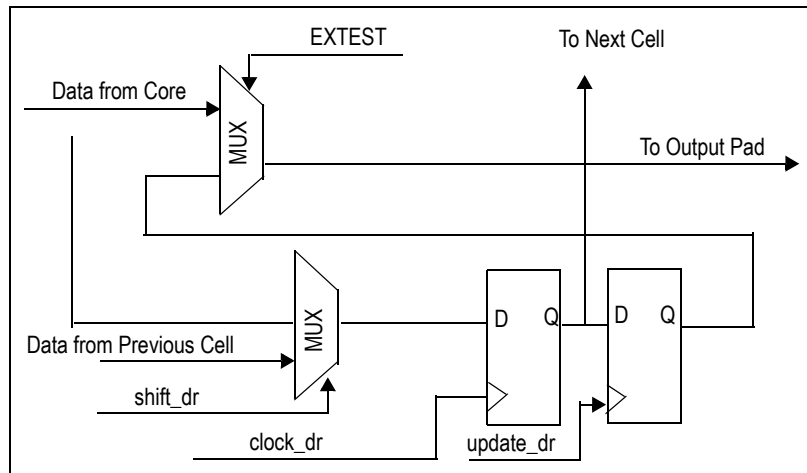 EXTEST
To Next Cell
Data from Core
MUX
To Output Pad
MUX
D
Q
D
Q
Data from Previous Cell
shift_dr
clock_dr
update_dr